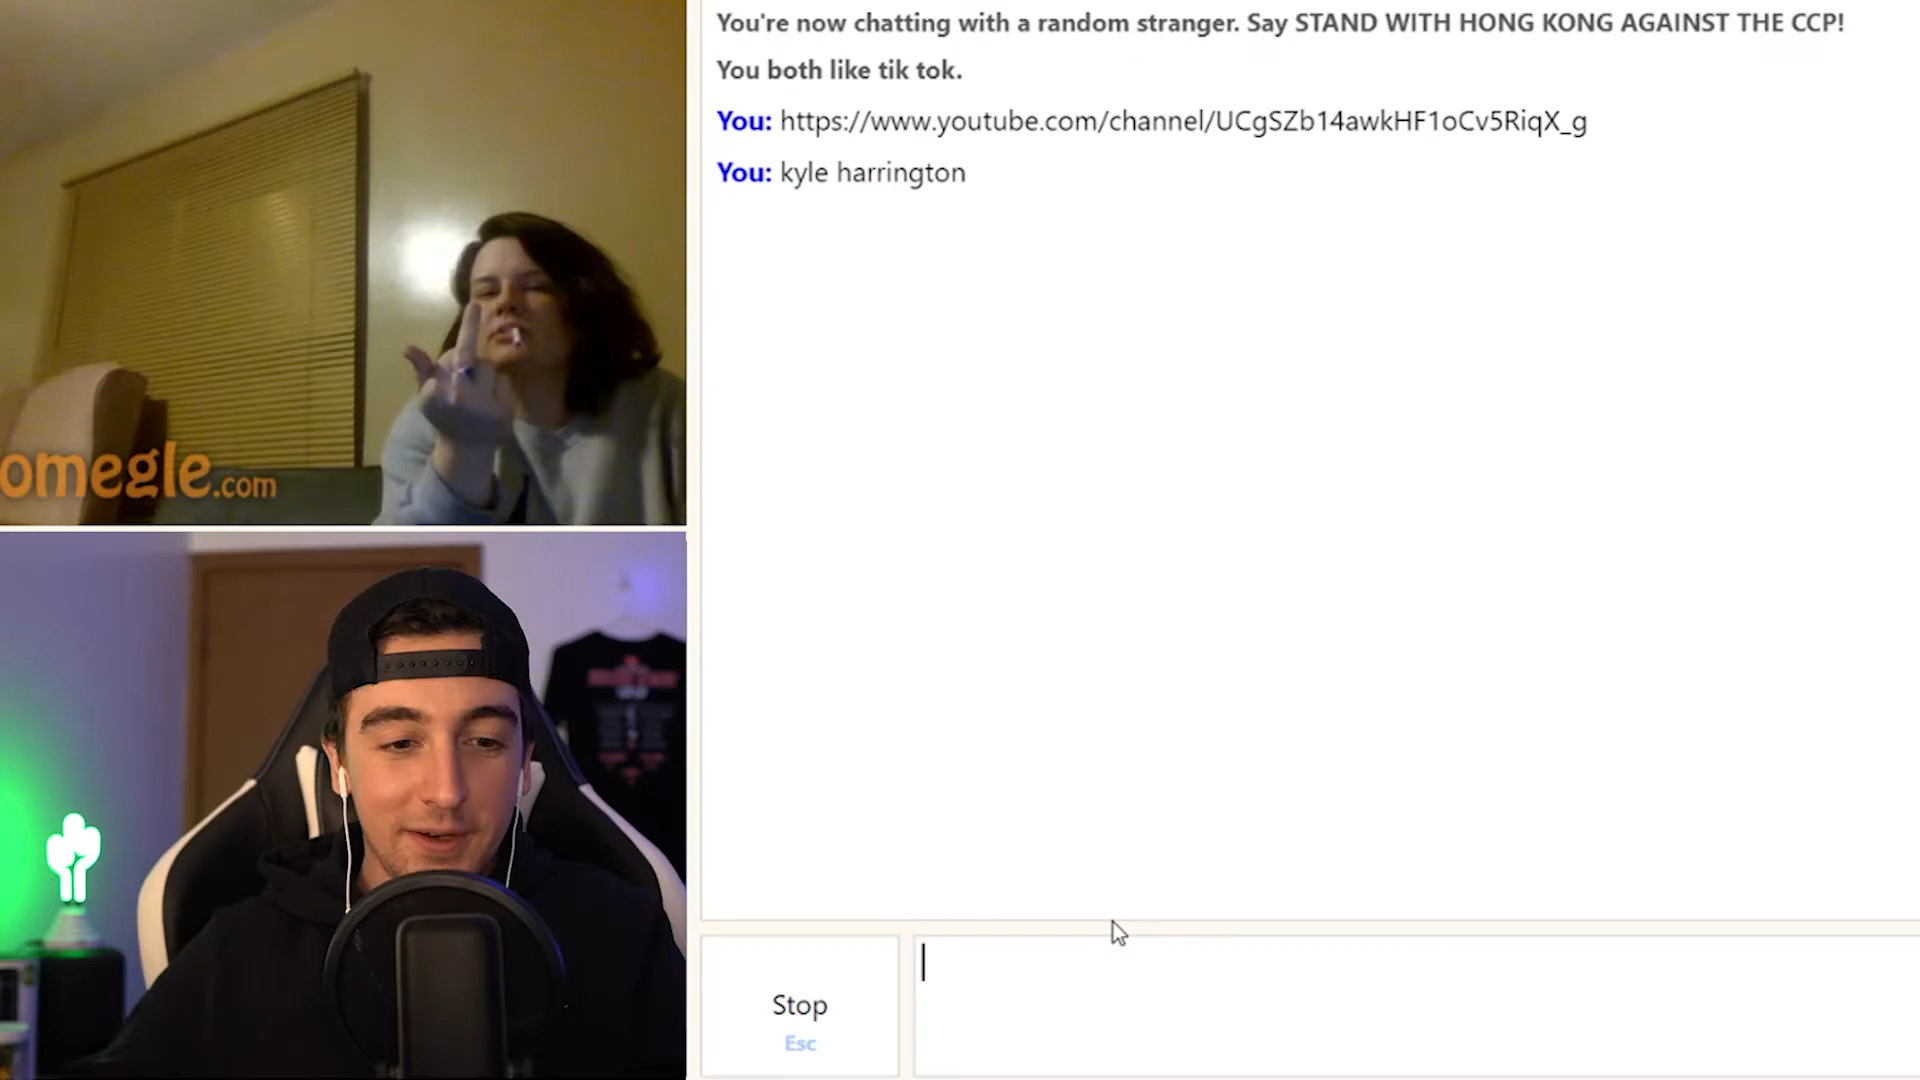 You're now chatting with a random stranger. Say STAND WITH HONG KONG AGAINST THE CCP!
You both like tik tok.
You: https://www.youtube.com/channel/UCgSZb14awkHF1oCv5RiqX_g
You: kyle harrington
omegle.com
Stop
Esc